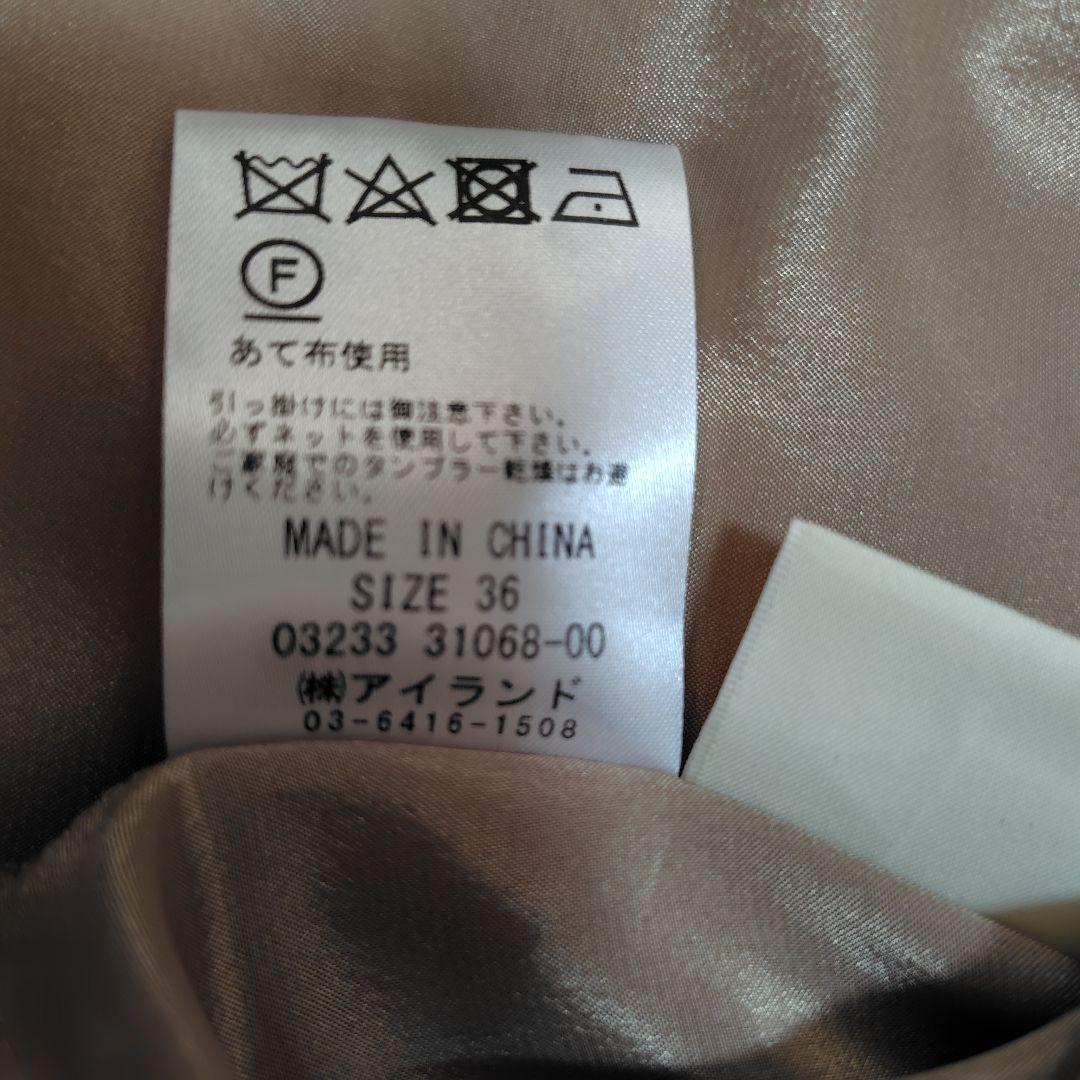 F
あて布使用
引っ掛けには御注意下さい。
必ずネットを使用して下さい。
ご家庭でのタンブラー乾燥はお避
けください。
MADE IN CHINA
SIZE 36
03233 31068-00
㈱アイランド
03-6416-1508